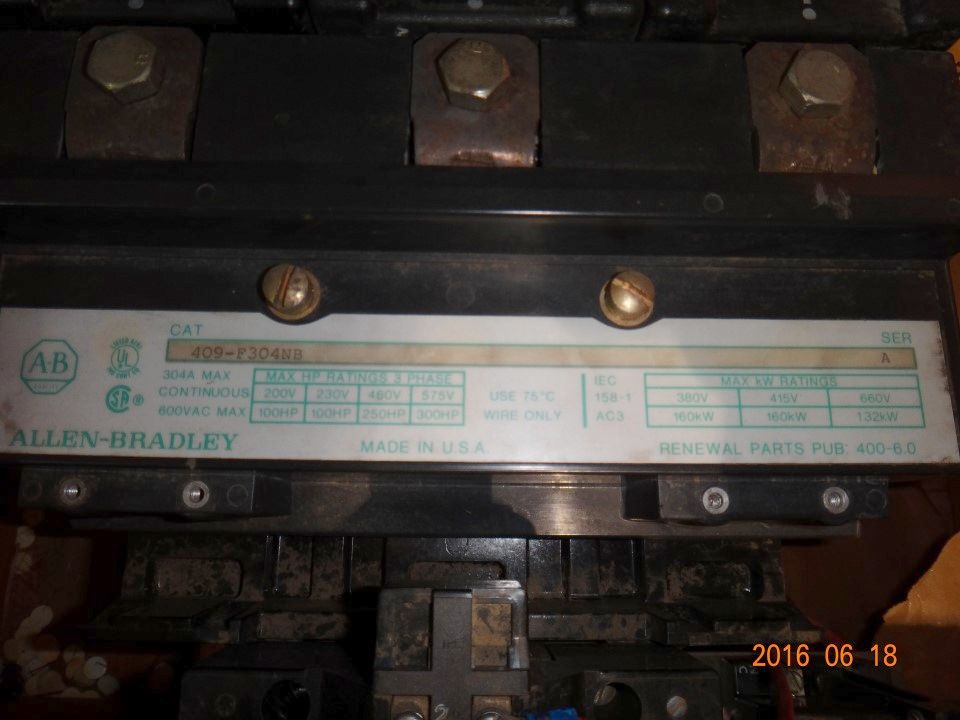 CAT
SER
409-F304NB
A
A-B
UL
SA
304A MAX
CONTINUOUS
600VAC MAX
MAX HP RATINGS 3 PHASE
200V 230V 460V 575V
100HP 100HP 250HP 300HP
USE 75°C
WIRE ONLY
IEC
158-1
AC3
MAX kW RATINGS
380V 415V 660V
160kW 160kW 132kW
ALLEN-BRADLEY
MADE IN U.S.A.
RENEWAL PARTS PUB: 400-6.0
2016 06 18